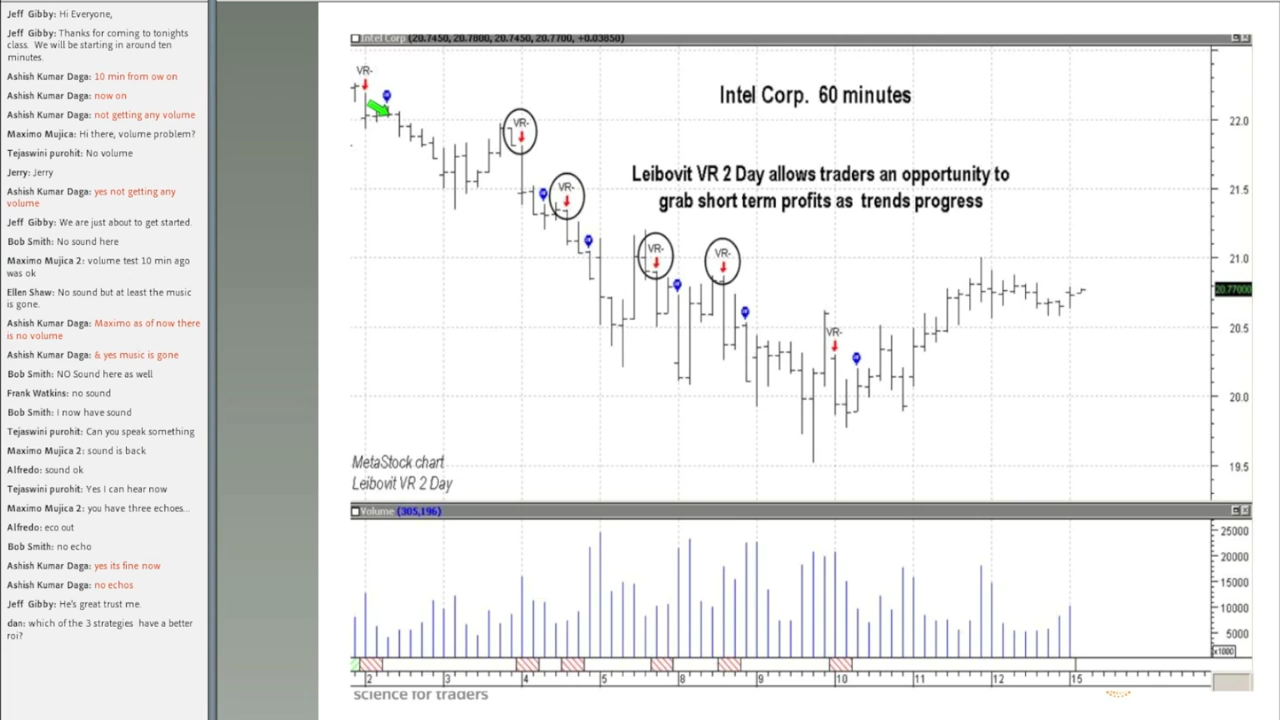 Jeff Gibby: Hi Everyone,
Jeff Gibby: Thanks for coming to tonights
class. We will be starting in around ten
minutes.
Ashish Kumar Daga: 10 min from ow on
Ashish Kumar Daga: now on
Ashish Kumar Daga: not getting any volume
Maximo Mujica: Hi there, volume problem?
Tejaswini purohit: No volume
Jerry: Jerry
Ashish Kumar Daga: yes not getting any
volume
Jeff Gibby: We are just about to get started.
Bob Smith: No sound here
Maximo Mujica 2: volume test 10 min ago
was ok
Ellen Shaw: No sound but at least the music
is gone.
Ashish Kumar Daga: Maximo as of now there
is no volume
Ashish Kumar Daga: & yes music is gone
Bob Smith: NO Sound here as well
Frank Watkins: no sound
Bob Smith: I now have sound
Tejaswini purohit: Can you speak something
Maximo Mujica 2: sound is back
Alfredo: sound ok
Tejaswini purohit: Yes I can hear now
Maximo Mujica 2: you have three echoes...
Alfredo: eco out
Bob Smith: no echo
Ashish Kumar Daga: yes its fine now
Ashish Kumar Daga: no echos
Jeff Gibby: He's great trust me.
dan: which of the 3 strategies have a better
roi?
Intel Corp (20.7450, 20.7800, 20.7450, 20.7700, +0.03850)
Intel Corp. 60 minutes
Leibovit VR 2 Day allows traders an opportunity to
grab short term profits as trends progress
VR-
VR-
VR-
VR-
VR-
VR-
22.0
21.5
21.0
20.77000
20.5
20.0
19.5
MetaStock chart
Leibovit VR 2 Day
Volume (305,196)
25000
20000
15000
10000
5000
x1000
2 3 4 5 8 9 10 11 12 15
science for traders